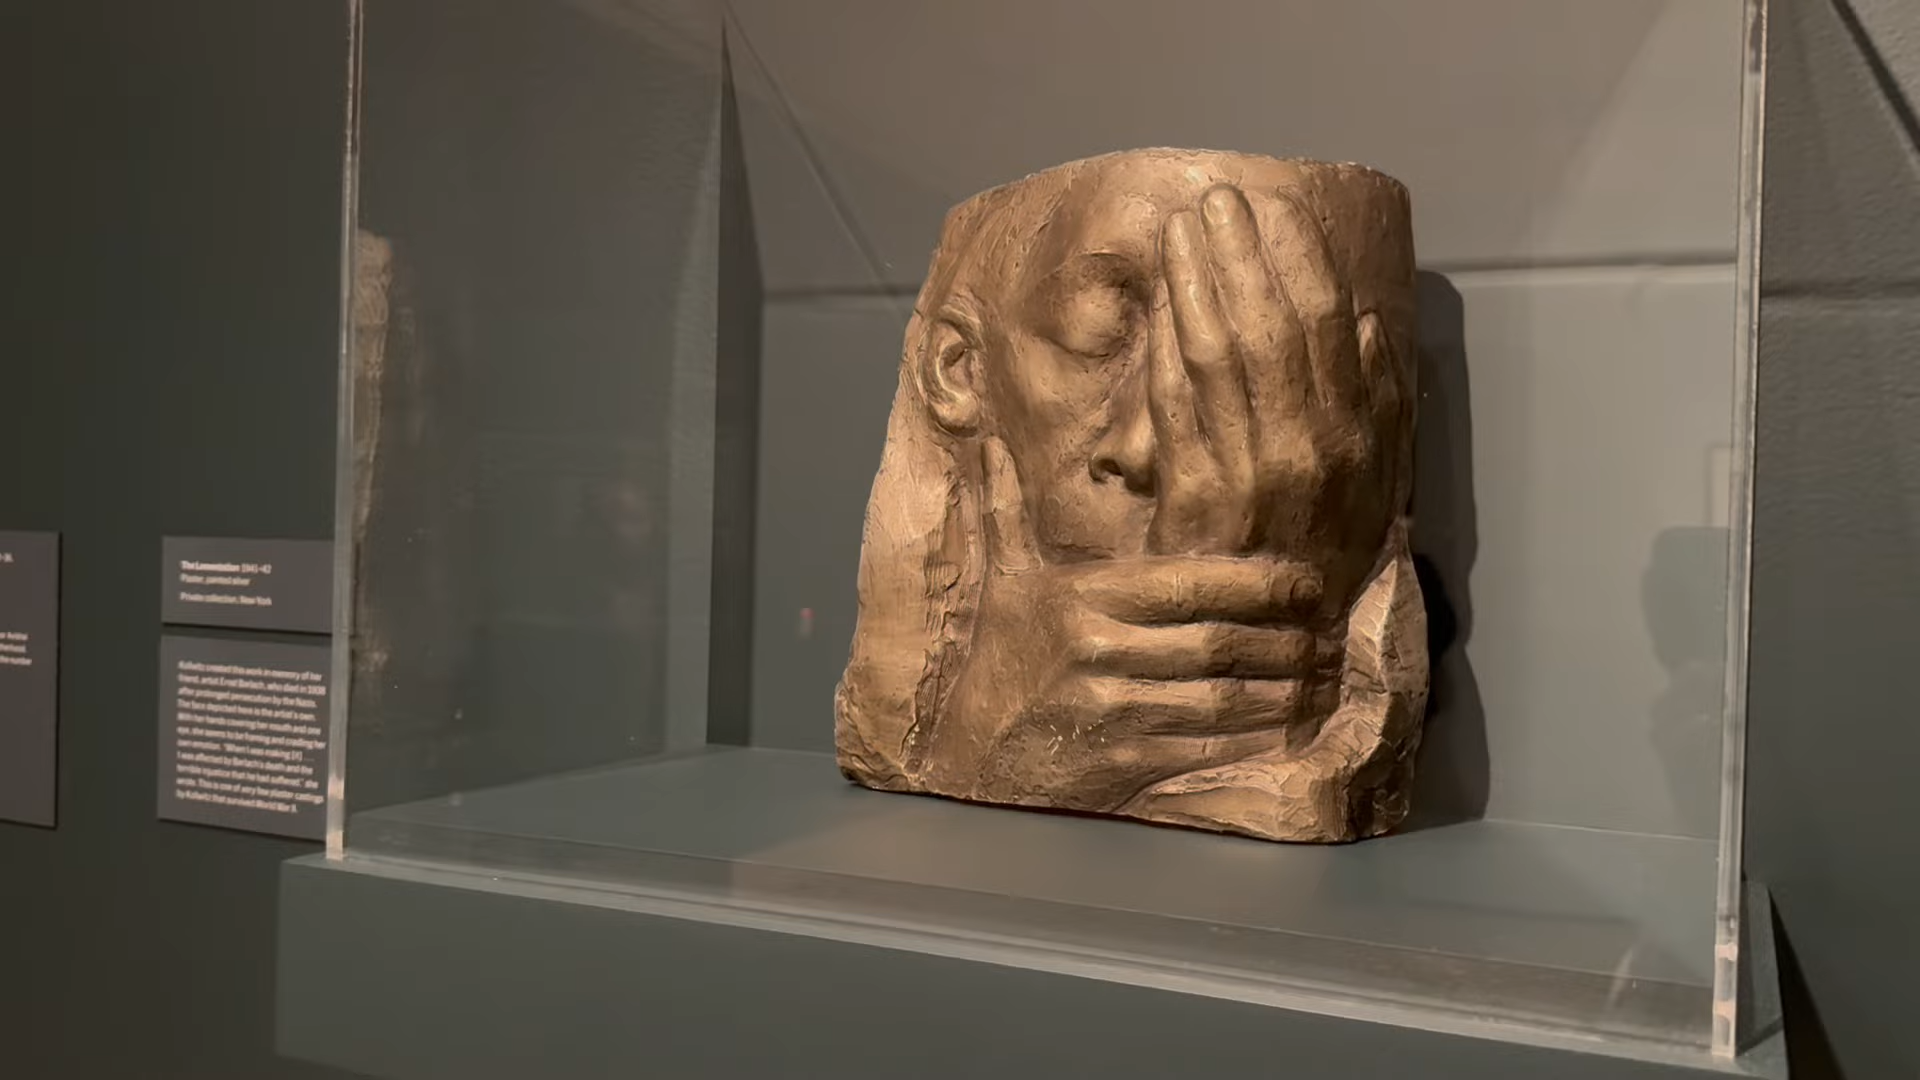 The Lamentation 1941–42
Plaster, painted silver
Private collection, New York
Kollwitz created this work in memory of her
friend, artist Ernst Barlach, who died in 1938
after prolonged persecution by the Nazis.
The face depicted here is the artist's own.
With her hands covering her mouth and one
eye, she seems to be framing and cradling her
own emotion. "When I was making [it]
I was affected by Barlach's death and the
terrible injustice that he had suffered," she
wrote. This is one of very few plaster castings
by Kollwitz that survived World War II.